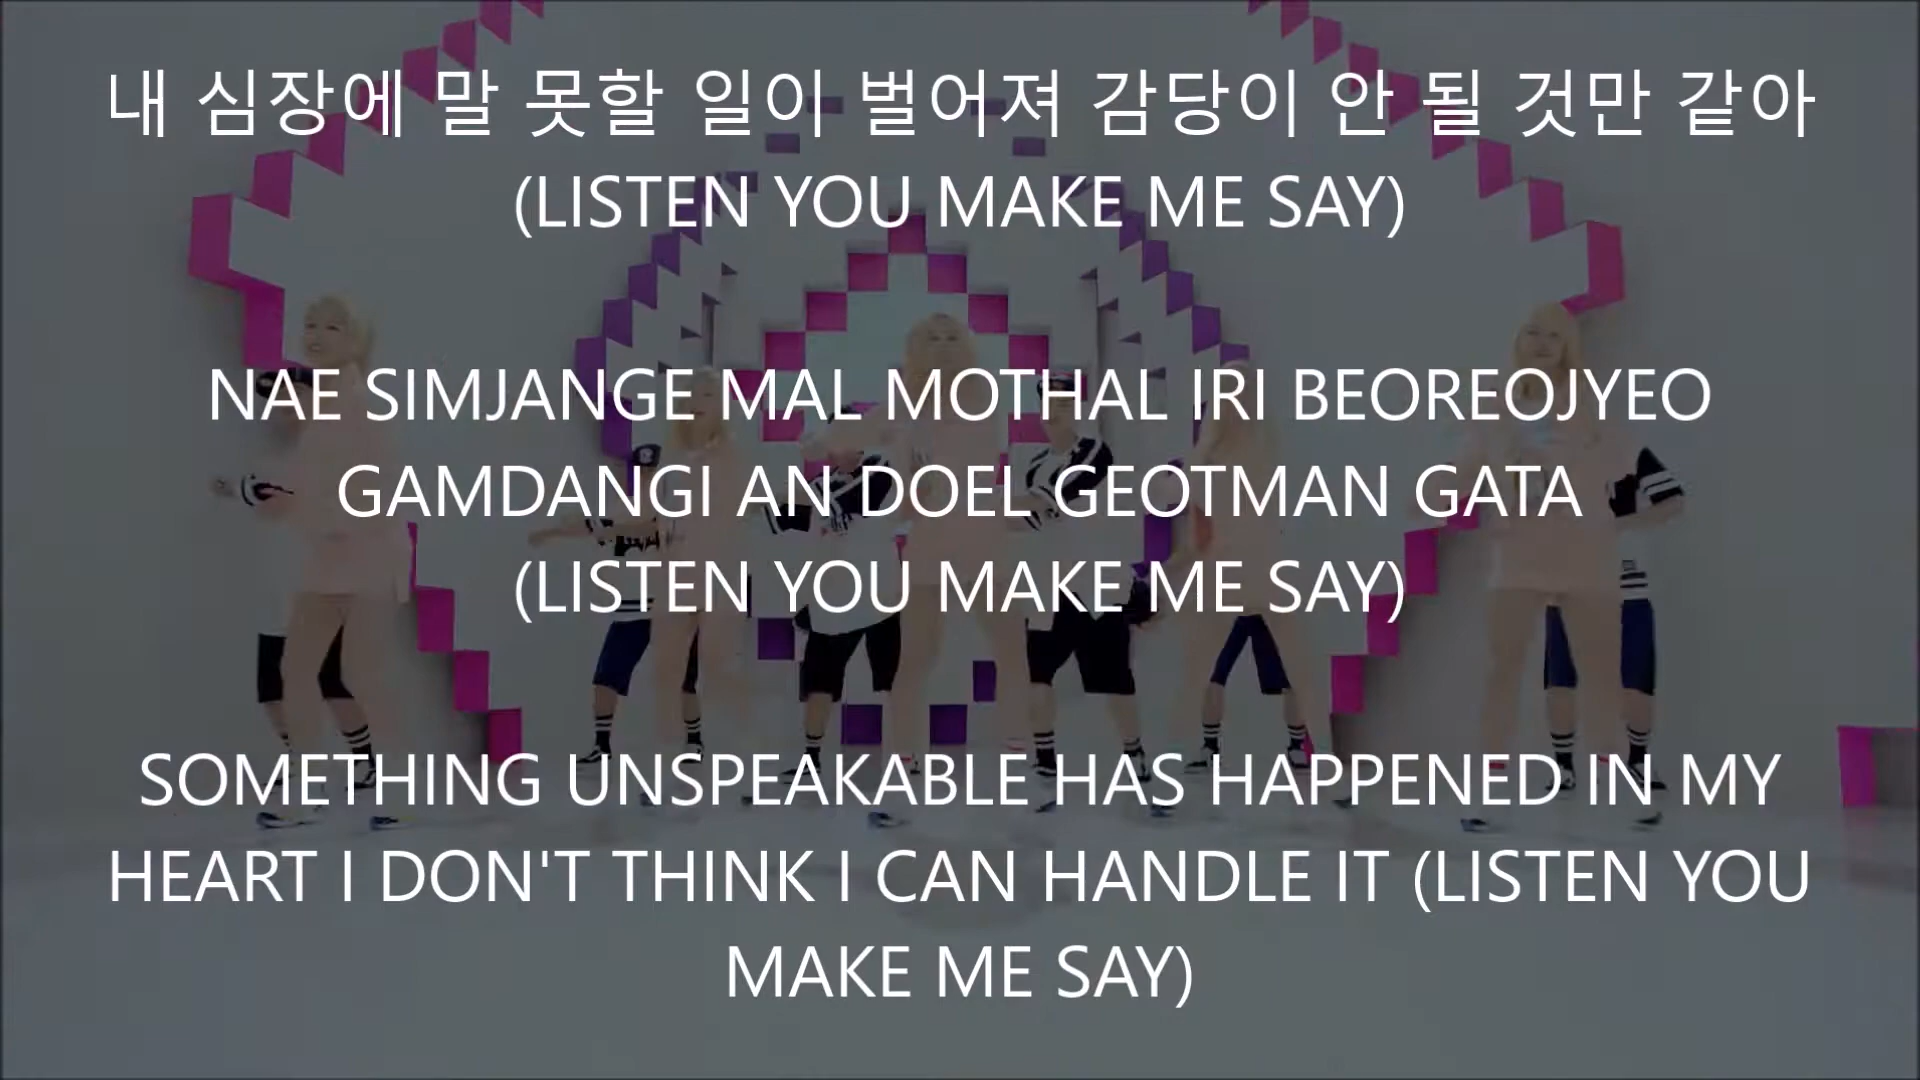 내 심장에 말 못할 일이 벌어져 감당이 안 될 것만 같아
(LISTEN YOU MAKE ME SAY)
NAE SIMJANGE MAL MOTHAL IRI BEOREOJYEO
GAMDANGI AN DOEL GEOTMAN GATA
(LISTEN YOU MAKE ME SAY)
SOMETHING UNSPEAKABLE HAS HAPPENED IN MY
HEART I DON'T THINK I CAN HANDLE IT (LISTEN YOU
MAKE ME SAY)